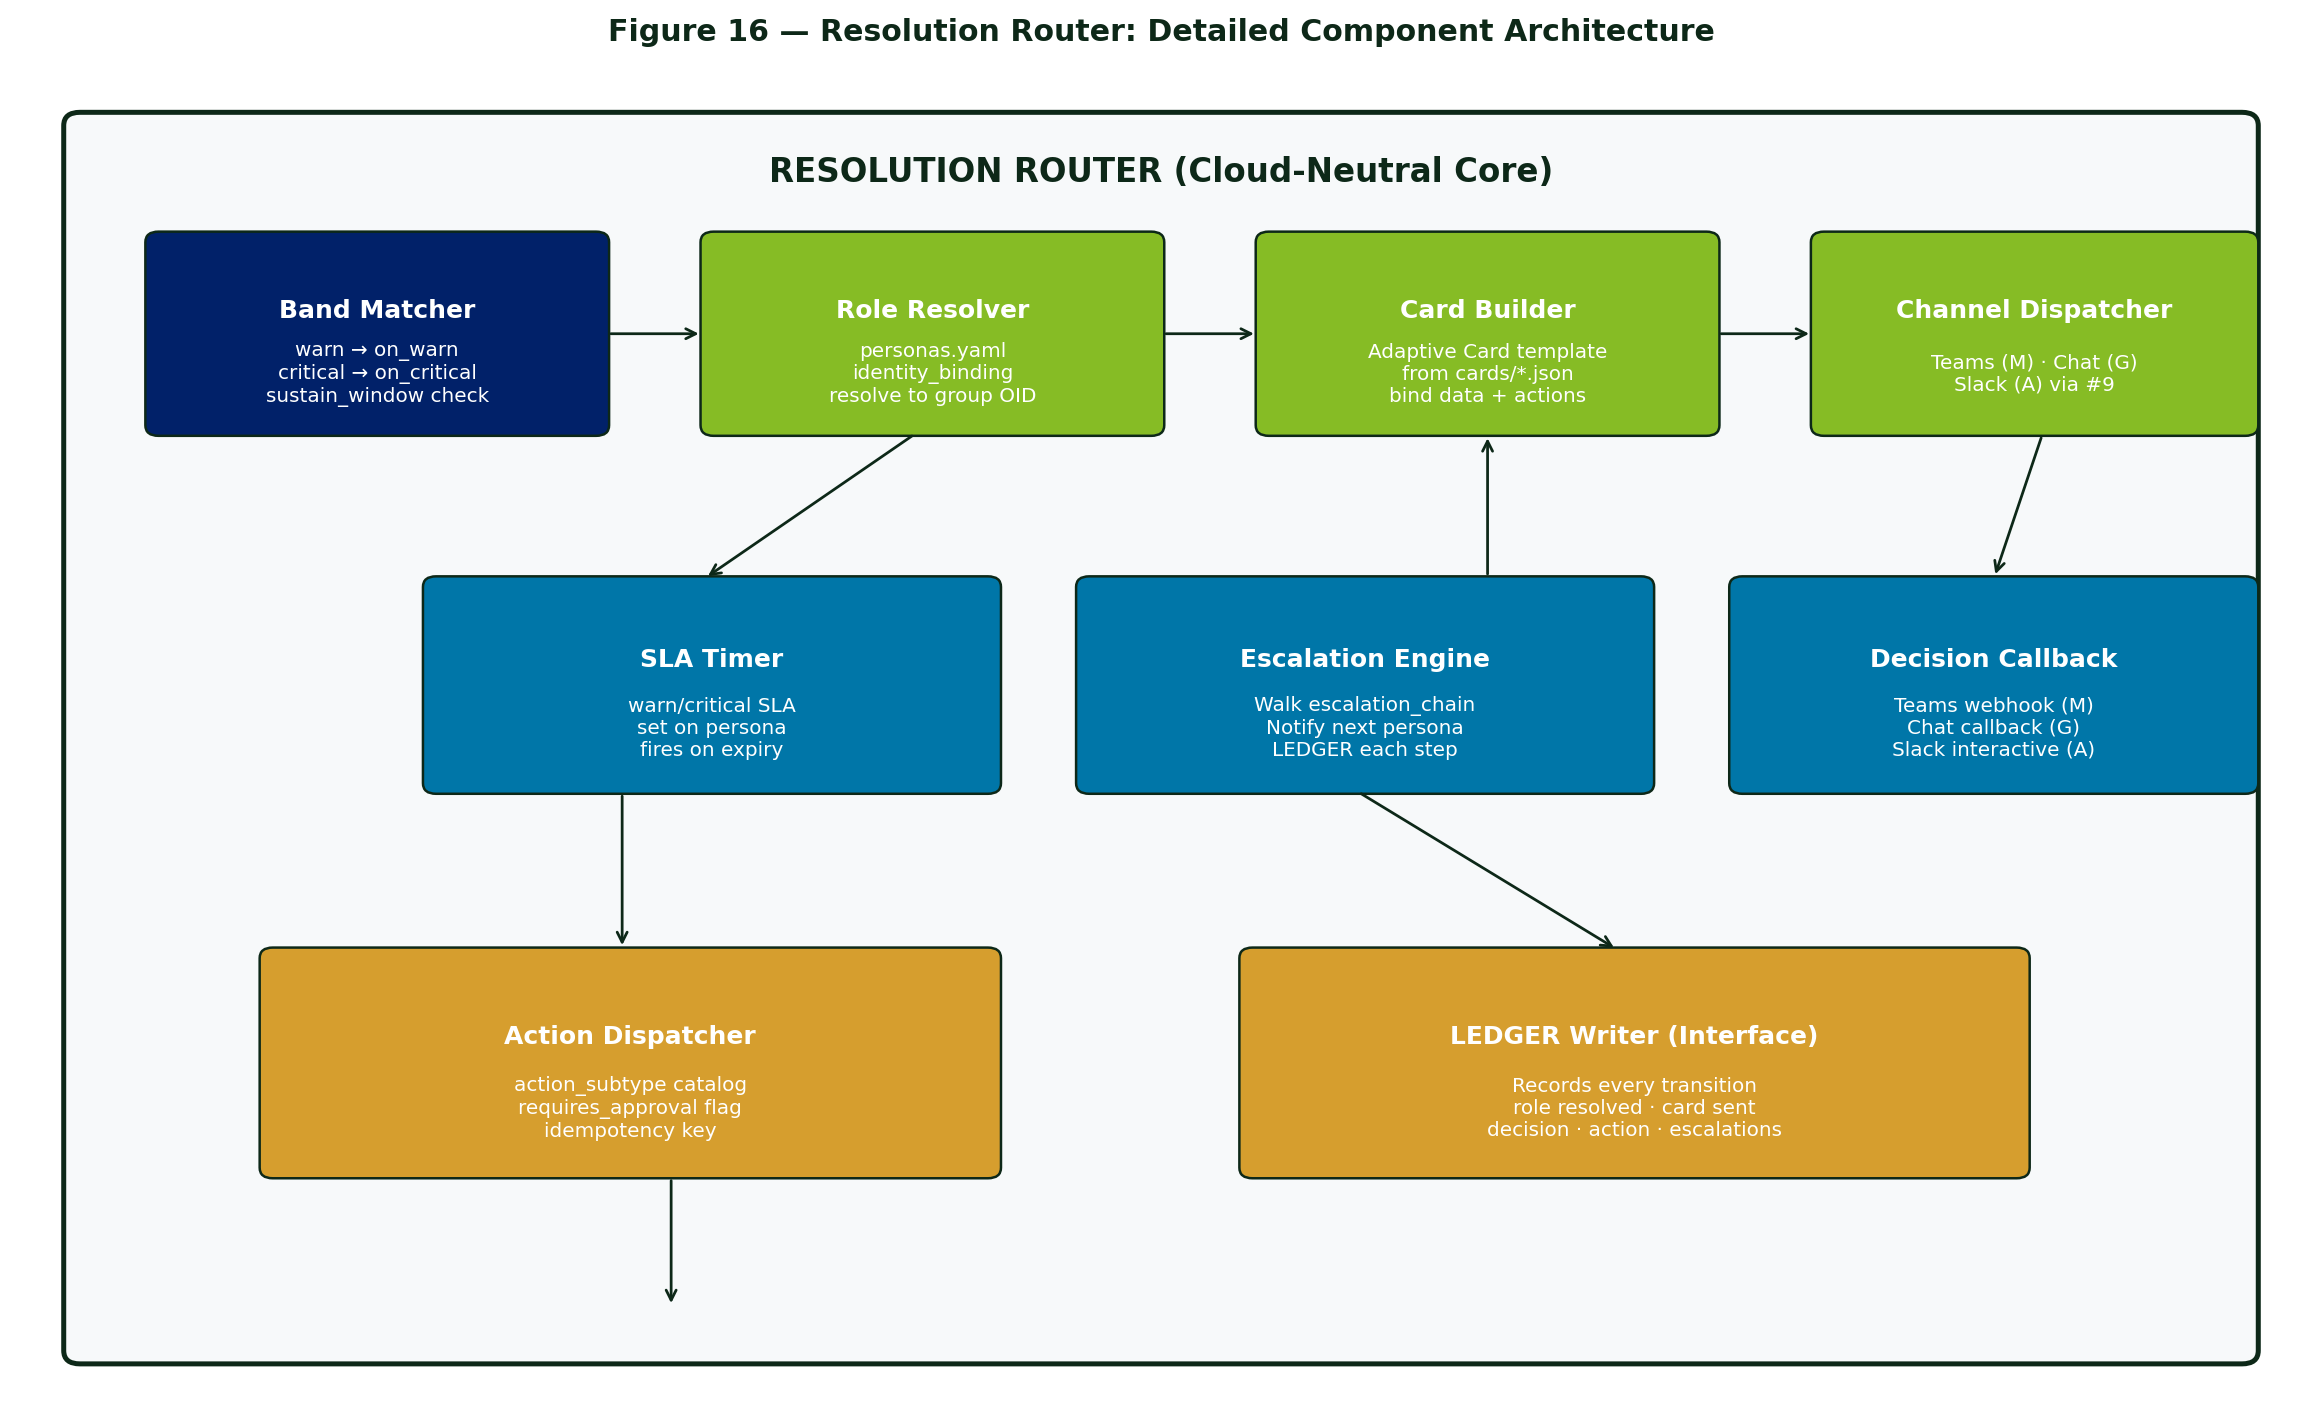 Figure 16 — Resolution Router: Detailed Component Architecture
RESOLUTION ROUTER (Cloud-Neutral Core)
Band Matcher
warn → on_warn
critical → on_critical
sustain_window check
Role Resolver
personas.yaml
identity_binding
resolve to group OID
Card Builder
Adaptive Card template
from cards/*.json
bind data + actions
Channel Dispatcher
Teams (M) · Chat (G)
Slack (A) via #9
SLA Timer
warn/critical SLA
set on persona
fires on expiry
Escalation Engine
Walk escalation_chain
Notify next persona
LEDGER each step
Decision Callback
Teams webhook (M)
Chat callback (G)
Slack interactive (A)
Action Dispatcher
action_subtype catalog
requires_approval flag
idempotency key
LEDGER Writer (Interface)
Records every transition
role resolved · card sent
decision · action · escalations